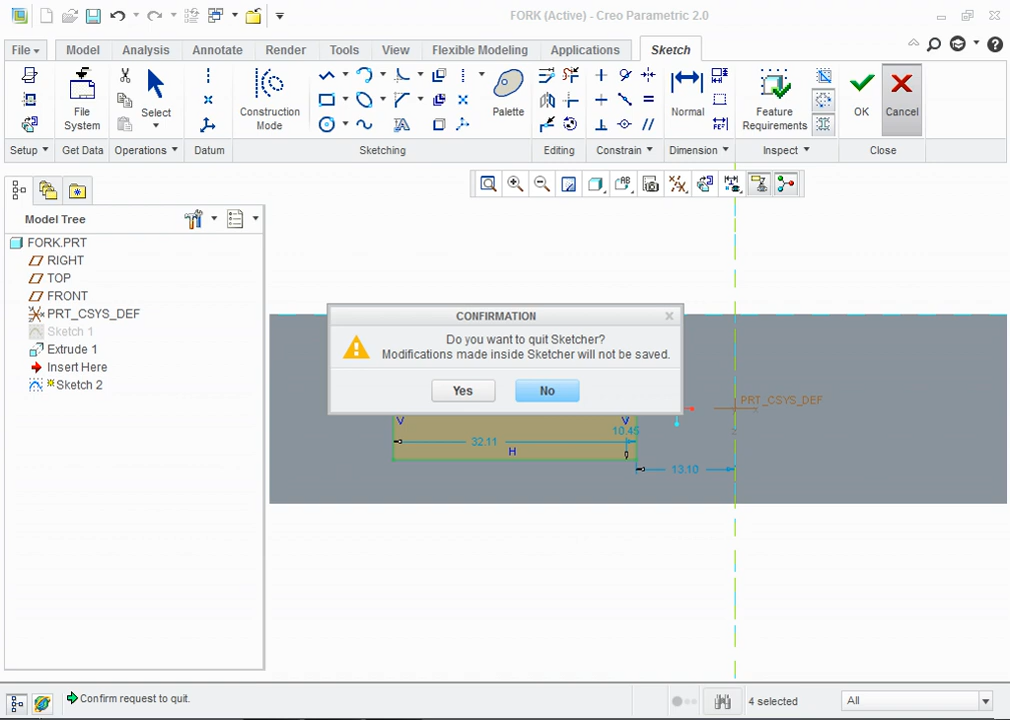 FORK (Active) - Creo Parametric 2.0
File Model Analysis Annotate Render Tools View Flexible Modeling Applications Sketch
File System
Select
Construction Mode
Palette
Normal
Feature Requirements
OK
Cancel
Setup Get Data Operations Datum Sketching Editing Constrain Dimension Inspect Close
Model Tree
FORK.PRT
RIGHT
TOP
FRONT
PRT_CSYS_DEF
Sketch 1
Extrude 1
Insert Here
Sketch 2
CONFIRMATION
Do you want to quit Sketcher?
Modifications made inside Sketcher will not be saved.
Yes No
PRT_CSYS_DEF
V V
10.45
32.11
H
13.10
Confirm request to quit.
4 selected
All